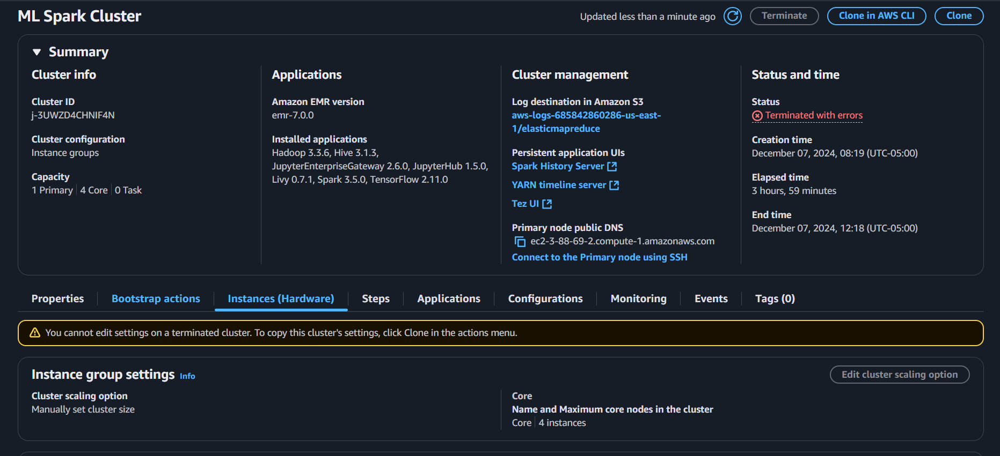 ML Spark Cluster
Updated less than a minute ago
Terminate
Clone in AWS CLI
Clone
Summary
Cluster info
Cluster ID
j-3UWZD4CHNIF4N
Cluster configuration
Instance groups
Capacity
1 Primary | 4 Core | 0 Task
Applications
Amazon EMR version
emr-7.0.0
Installed applications
Hadoop 3.3.6, Hive 3.1.3,
JupyterEnterpriseGateway 2.6.0, JupyterHub 1.5.0,
Livy 0.7.1, Spark 3.5.0, TensorFlow 2.11.0
Cluster management
Log destination in Amazon S3
aws-logs-685842860286-us-east-
1/elasticmapreduce
Persistent application UIs
Spark History Server
YARN timeline server
Tez UI
Primary node public DNS
ec2-3-88-69-2.compute-1.amazonaws.com
Connect to the Primary node using SSH
Status and time
Status
Terminated with errors
Creation time
December 07, 2024, 08:19 (UTC-05:00)
Elapsed time
3 hours, 59 minutes
End time
December 07, 2024, 12:18 (UTC-05:00)
Properties
Bootstrap actions
Instances (Hardware)
Steps
Applications
Configurations
Monitoring
Events
Tags (0)
You cannot edit settings on a terminated cluster. To copy this cluster's settings, click Clone in the actions menu.
Instance group settings Info
Edit cluster scaling option
Cluster scaling option
Manually set cluster size
Core
Name and Maximum core nodes in the cluster
Core | 4 instances